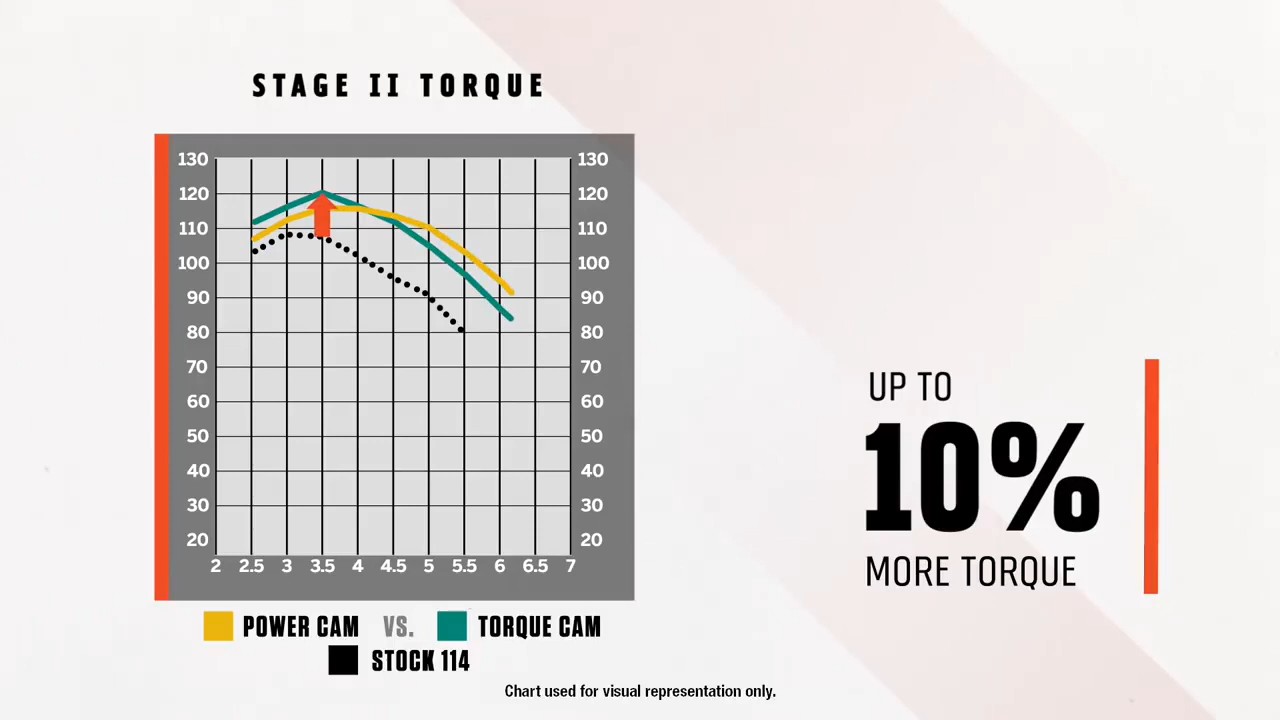 STAGE II TORQUE
130 130
120 120
110 110
100 100
90 90
80 80
70 70
60 60
50 50
40 40
30 30
20 20
2 2.5 3 3.5 4 4.5 5 5.5 6 6.5 7
UP TO
10%
MORE TORQUE
POWER CAM VS. TORQUE CAM
STOCK 114
Chart used for visual representation only.